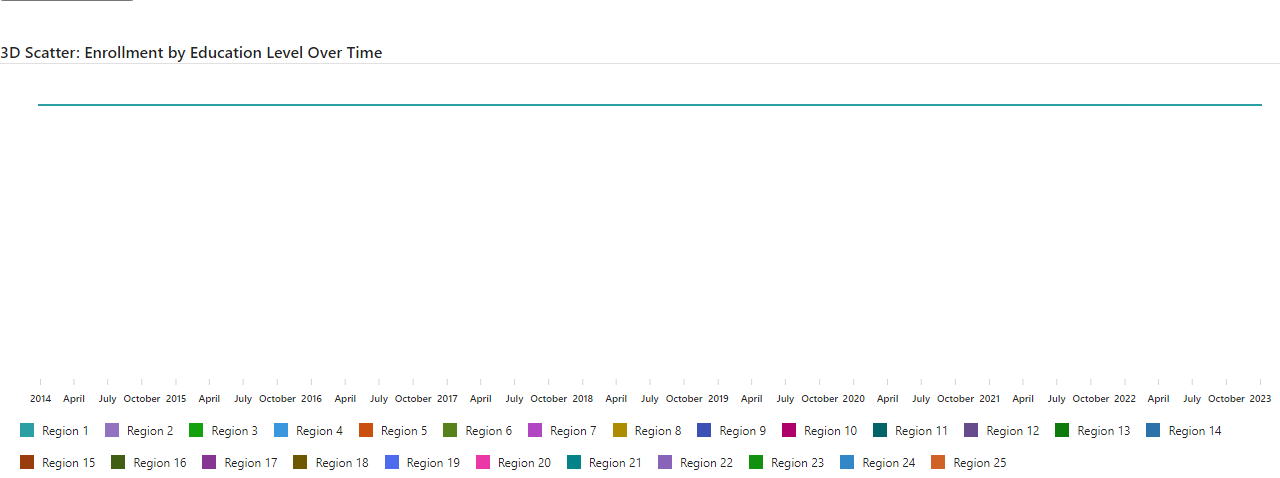 3D Scatter: Enrollment by Education Level Over Time
2014 April July October 2015 April July October 2016 April July October 2017 April July October 2018 April July October 2019 April July October 2020 April July October 2021 April July October 2022 April July October 2023
Region 1 Region 2 Region 3 Region 4 Region 5 Region 6 Region 7 Region 8 Region 9 Region 10 Region 11 Region 12 Region 13 Region 14
Region 15 Region 16 Region 17 Region 18 Region 19 Region 20 Region 21 Region 22 Region 23 Region 24 Region 25